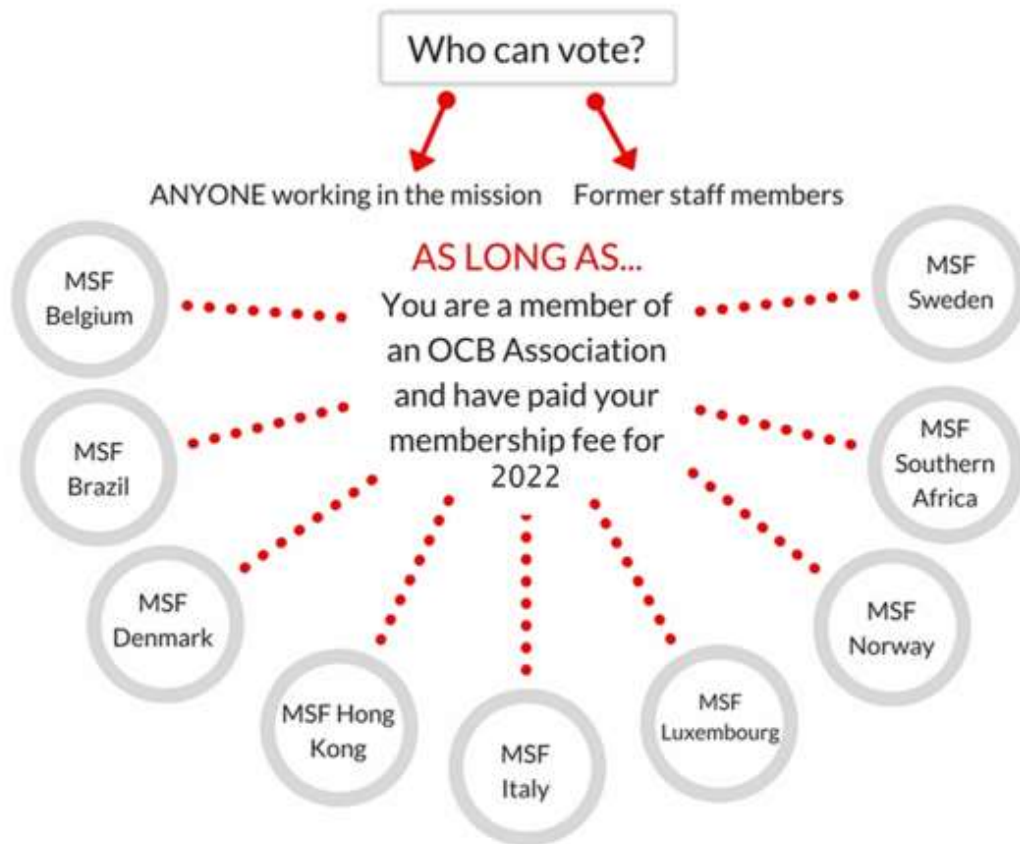 Who can vote?
ANYONE working in the mission
Former staff members
AS LONG AS...
You are a member of
an OCB Association
and have paid your
membership fee for
2022
MSF
Belgium
MSF
Brazil
MSF
Denmark
MSF Hong
Kong
MSF
Italy
MSF
Luxembourg
MSF
Norway
MSF
Southern
Africa
MSF
Sweden